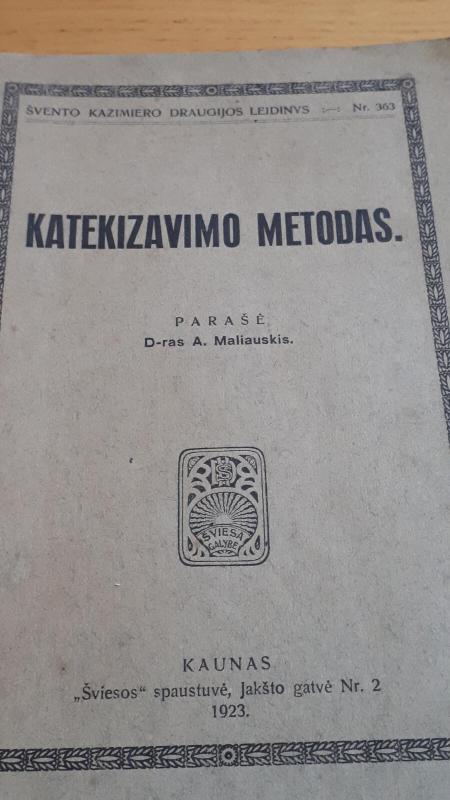 ŠVENTO KAZIMIERO DRAUGIJOS LEIDINYS :—: Nr. 363
KATEKIZAVIMO METODAS.
PARAŠĖ
D-ras A. Maliauskis.
ŠVIESA
GALYBĖ
KAUNAS
„Šviesos“ spaustuvė, Jakšto gatvė Nr. 2
1923.